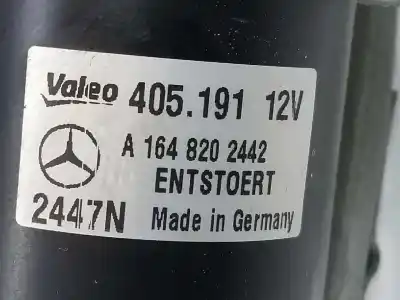 Valeo 405.191 12V
A 164 820 2442
ENTSTOERT
2447N Made in Germany